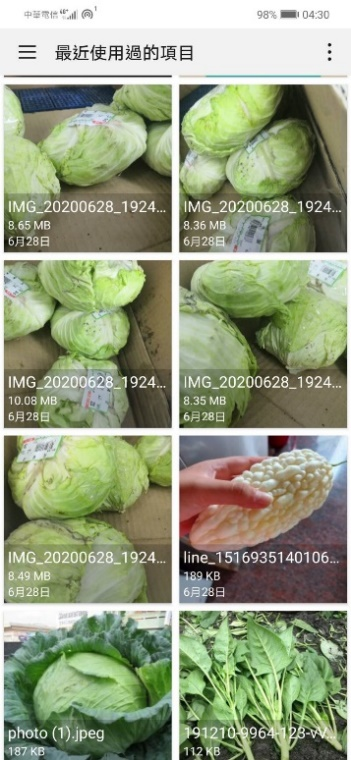 中華電信 98% 04:30
最近使用過的項目
IMG_20200628_1924...
8.65 MB
6月28日
IMG_20200628_1924...
8.36 MB
6月28日
IMG_20200628_1924...
10.08 MB
6月28日
IMG_20200628_1924...
8.35 MB
6月28日
IMG_20200628_1924...
8.49 MB
6月28日
line_1516935140106...
189 KB
6月28日
photo (1).jpeg
187 KB
191210-9964-123-vV...
112 KB